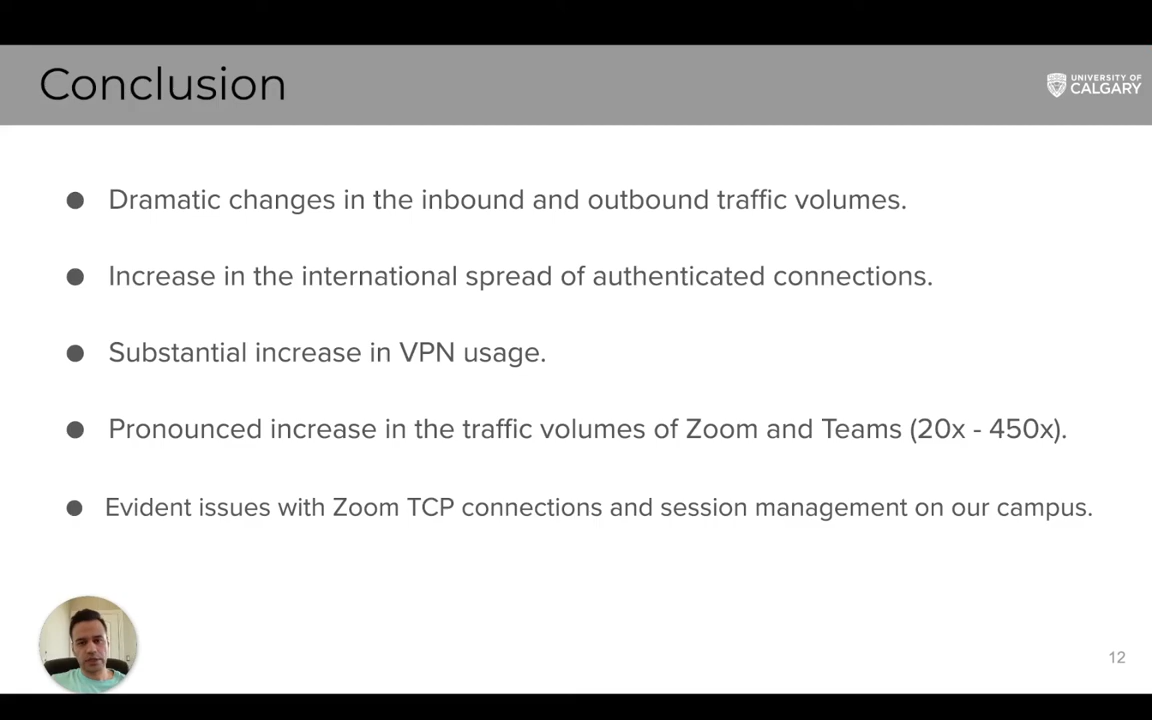 Conclusion
UNIVERSITY OF
CALGARY
● Dramatic changes in the inbound and outbound traffic volumes.
● Increase in the international spread of authenticated connections.
● Substantial increase in VPN usage.
● Pronounced increase in the traffic volumes of Zoom and Teams (20x - 450x).
● Evident issues with Zoom TCP connections and session management on our campus.
12